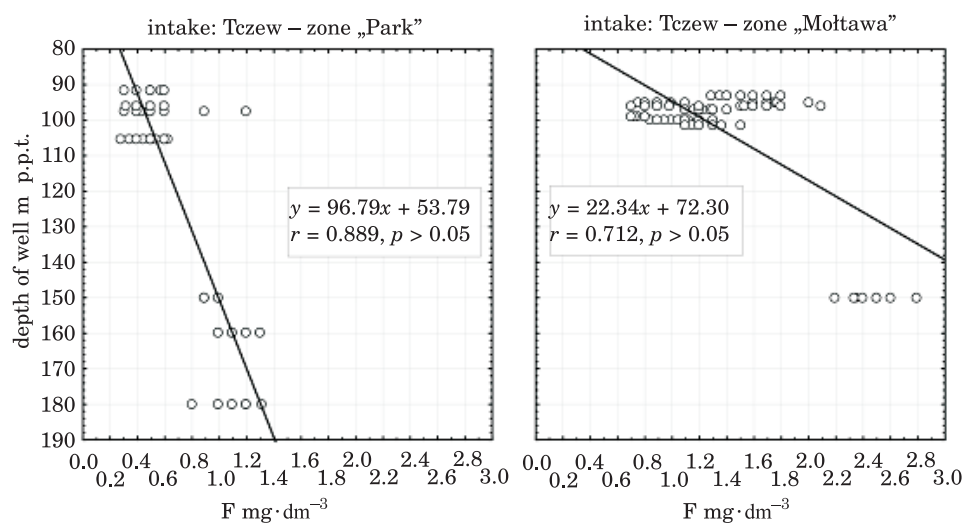 intake: Tczew – zone „Park”
80
90
100
110
120
130
140
150
160
170
180
190
depth of well m p.p.t.
y = 96.79x + 53.79
r = 0.889, p > 0.05
0.0 0.4 0.8 1.2 1.6 2.0 2.4 2.8
0.2 0.6 1.0 1.4 1.8 2.2 2.6 3.0
F mg·dm⁻³
intake: Tczew – zone „Mołtawa”
y = 22.34x + 72.30
r = 0.712, p > 0.05
0.0 0.4 0.8 1.2 1.6 2.0 2.4 2.8
0.2 0.6 1.0 1.4 1.8 2.2 2.6 3.0
F mg·dm⁻³